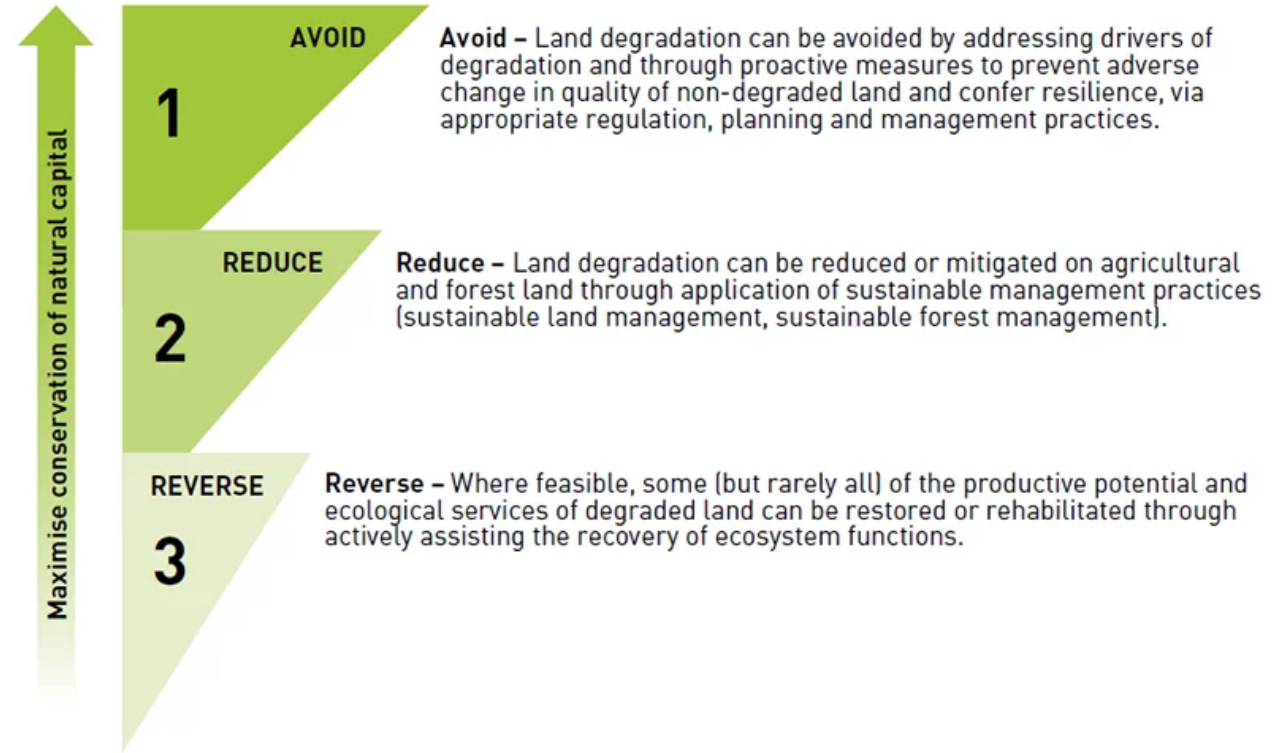 Maximise conservation of natural capital
AVOID
1
Avoid – Land degradation can be avoided by addressing drivers of
degradation and through proactive measures to prevent adverse
change in quality of non-degraded land and confer resilience, via
appropriate regulation, planning and management practices.
REDUCE
2
Reduce – Land degradation can be reduced or mitigated on agricultural
and forest land through application of sustainable management practices
(sustainable land management, sustainable forest management).
REVERSE
3
Reverse – Where feasible, some (but rarely all) of the productive potential and
ecological services of degraded land can be restored or rehabilitated through
actively assisting the recovery of ecosystem functions.